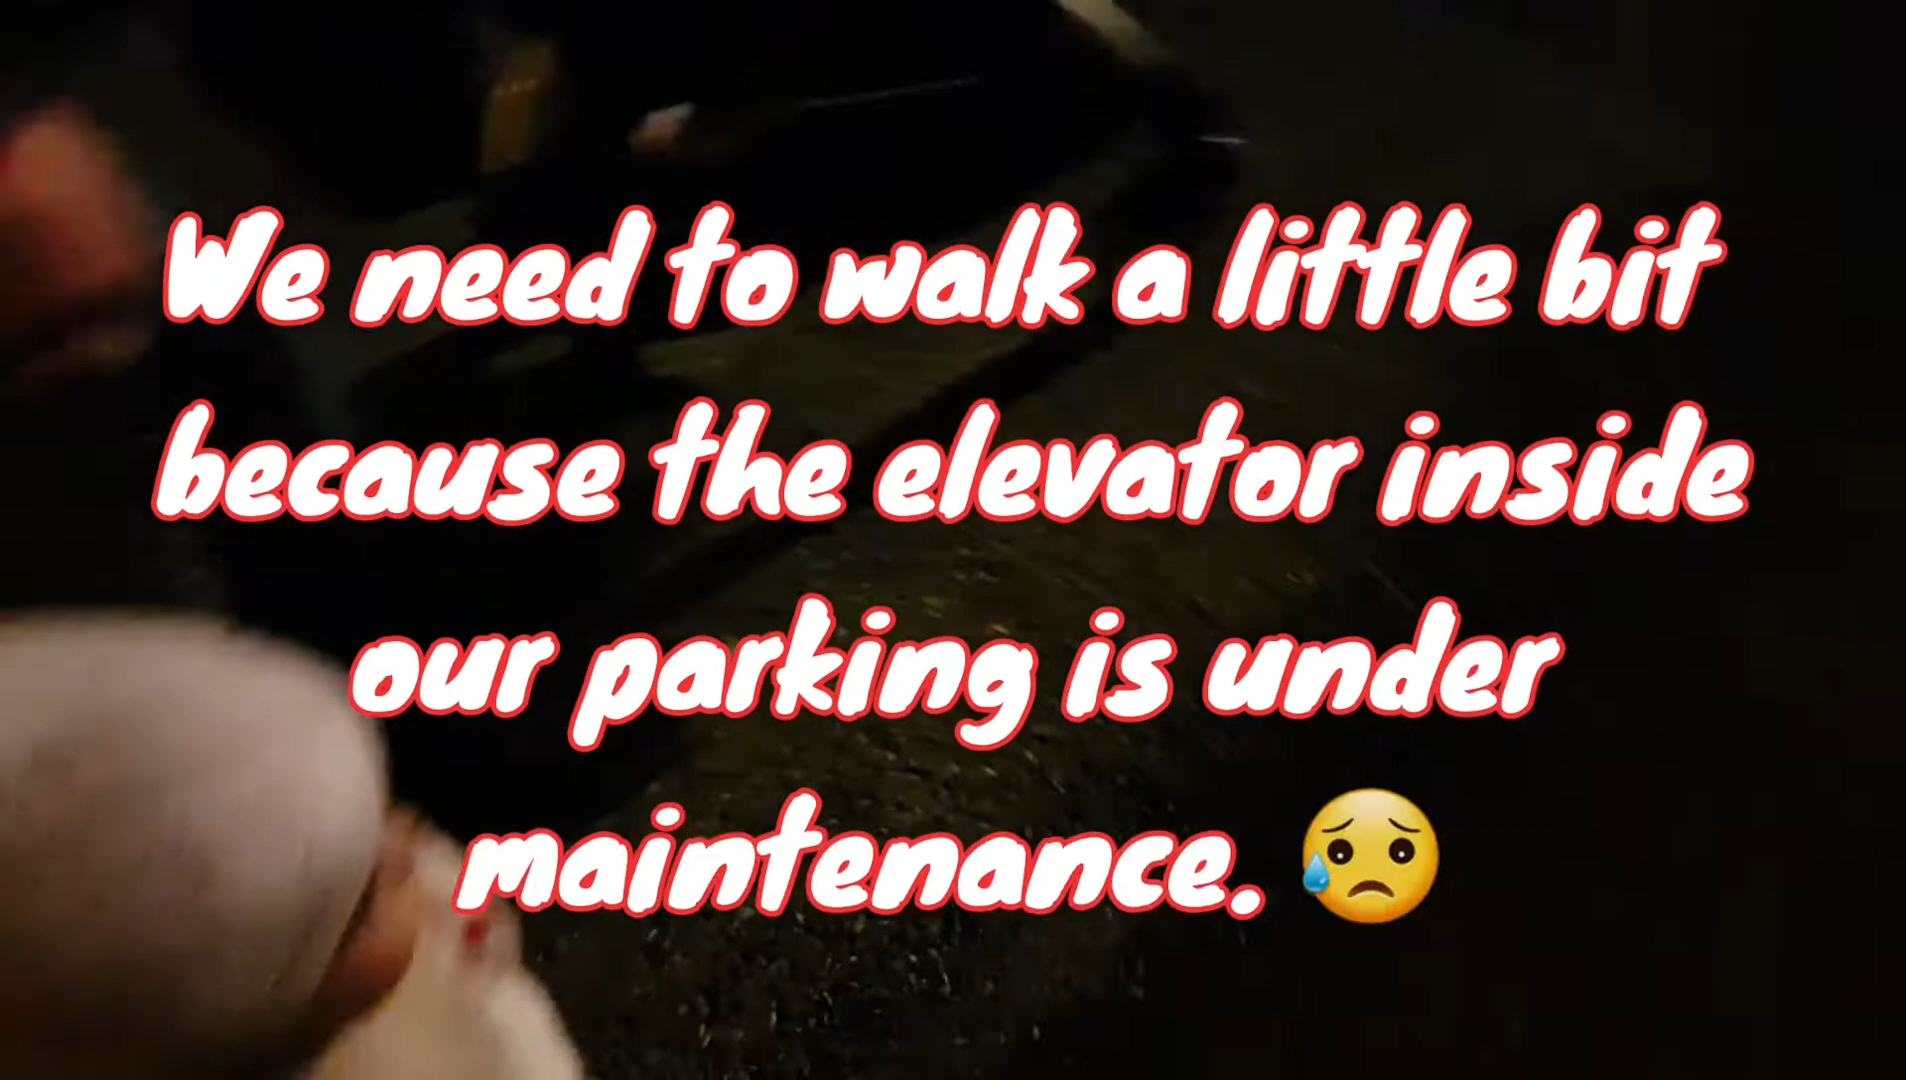 We need to walk a little bit
because the elevator inside
our parking is under
maintenance. 😥